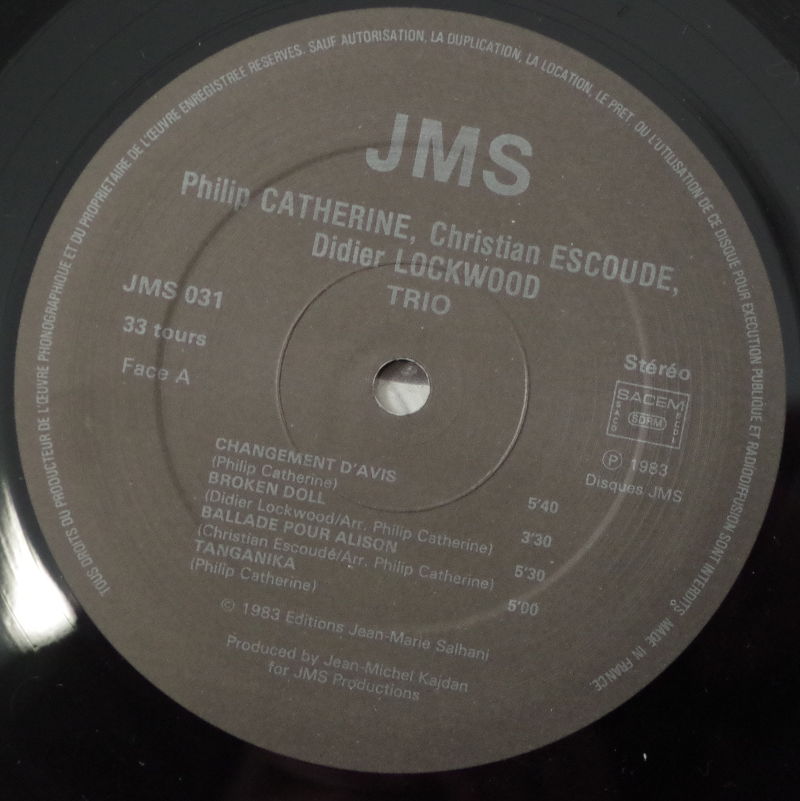 TOUS DROITS DU PRODUCTEUR DE L'ŒUVRE PHONOGRAPHIQUE ET DU PROPRIETAIRE DE L'ŒUVRE ENREGISTREE RESERVES. SAUF AUTORISATION, LA DUPLICATION, LA LOCATION, LE PRET, OU L'UTILISATION DE CE DISQUE POUR EXECUTION PUBLIQUE ET RADIODIFFUSION SONT INTERDITS. MADE IN FRANCE.
JMS
Philip CATHERINE, Christian ESCOUDE,
Didier LOCKWOOD
TRIO
JMS 031
33 tours
Face A
Stéréo
SACEM
SACD
SDRM
SGDL
℗ 1983
Disques JMS
CHANGEMENT D'AVIS
(Philip Catherine) 5'40
BROKEN DOLL
(Didier Lockwood/Arr. Philip Catherine) 3'30
BALLADE POUR ALISON
(Christian Escoudé/Arr. Philip Catherine) 5'30
TANGANIKA
(Philip Catherine) 5'00
© 1983 Editions Jean-Marie Salhani
Produced by Jean-Michel Kajdan
for JMS Productions